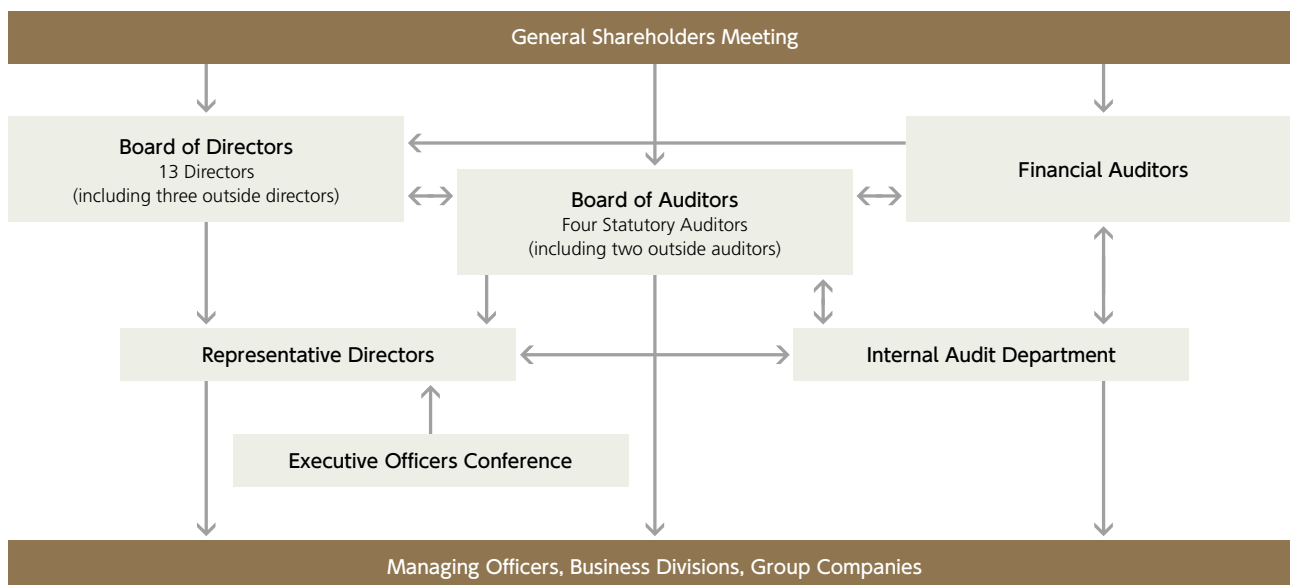 General Shareholders Meeting
Board of Directors
13 Directors
(including three outside directors)
Financial Auditors
Board of Auditors
Four Statutory Auditors
(including two outside auditors)
Representative Directors
Internal Audit Department
Executive Officers Conference
Managing Officers, Business Divisions, Group Companies